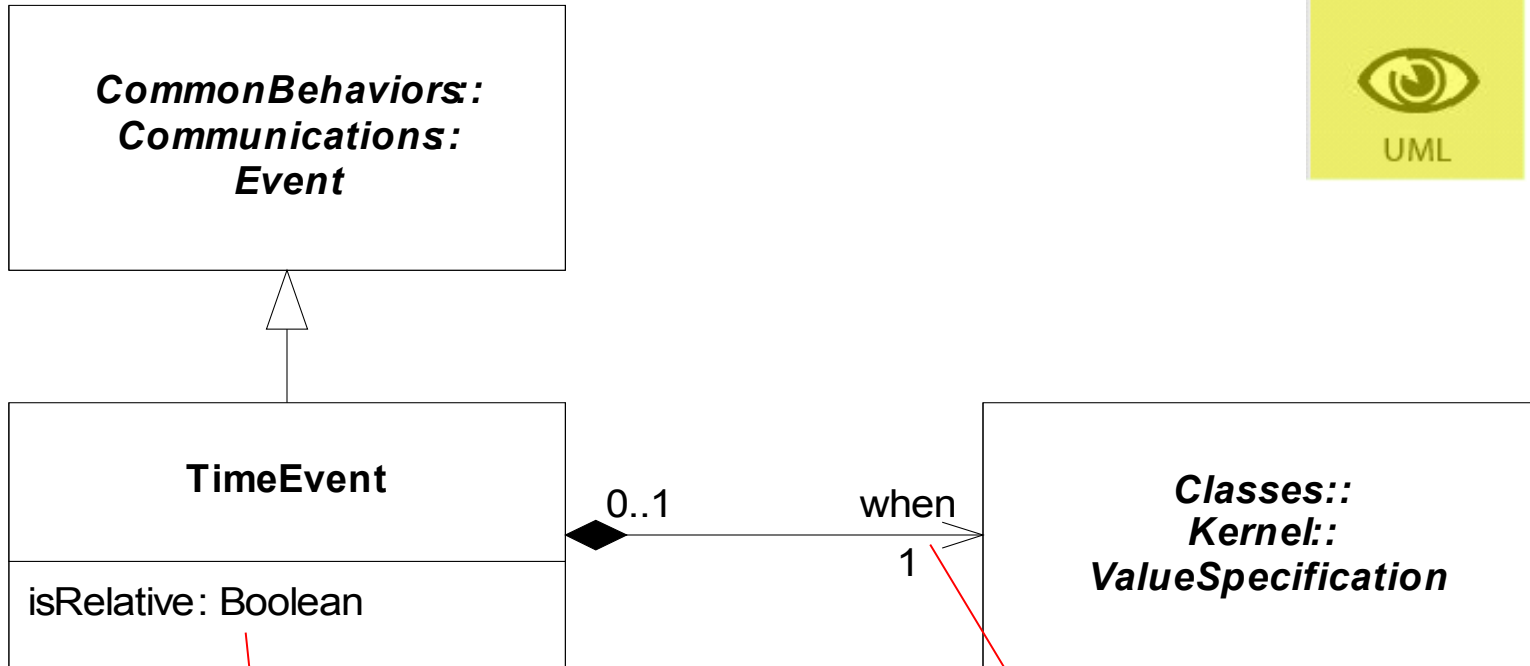 CommonBehaviors::
Communications:
Event
UML
TimeEvent
0..1
when
1
isRelative: Boolean
Classes::
Kernel::
ValueSpecification